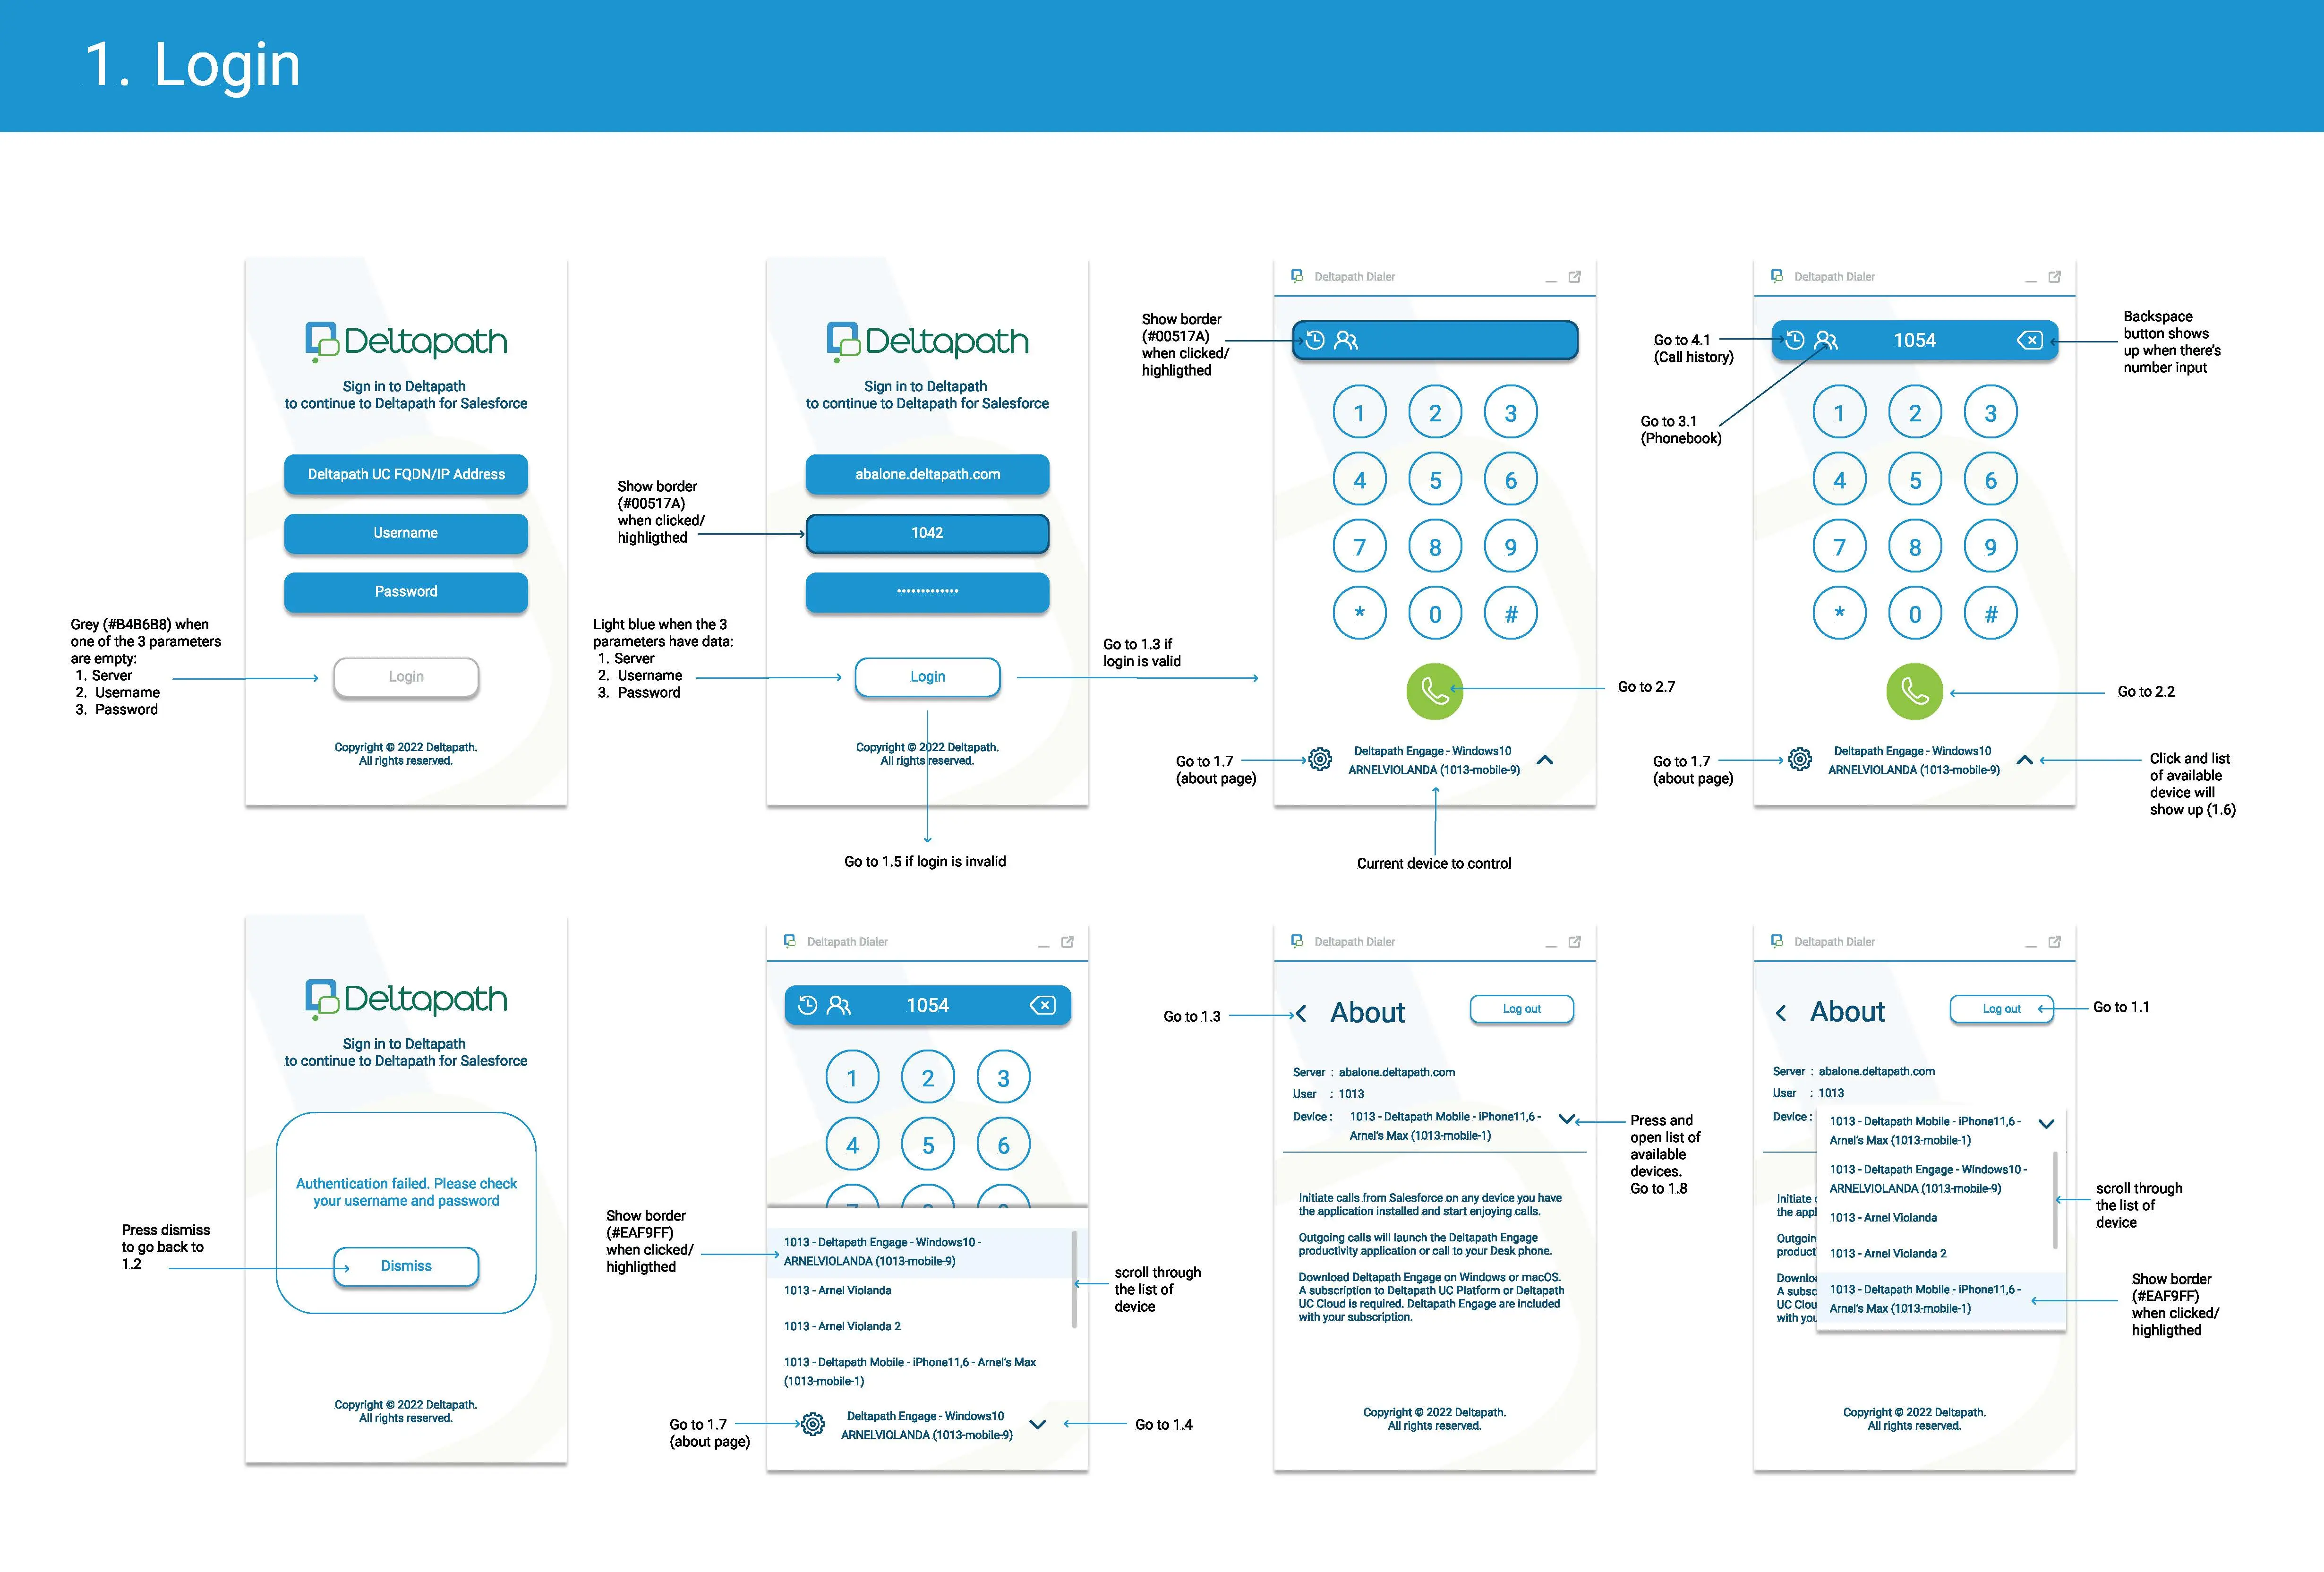 1. Login
Deltapath
Sign in to Deltapath
to continue to Deltapath for Salesforce
Deltapath UC FQDN/IP Address
Username
Password
Grey (#B4B6B8) when
one of the 3 parameters
are empty:
1. Server
2. Username
3. Password
Login
Copyright © 2022 Deltapath.
All rights reserved.
Deltapath
Sign in to Deltapath
to continue to Deltapath for Salesforce
abalone.deltapath.com
Show border
(#00517A)
when clicked/
highligthed
1042
•••••••••••••
Light blue when the 3
parameters have data:
1. Server
2. Username
3. Password
Login
Go to 1.3 if
login is valid
Copyright © 2022 Deltapath.
All rights reserved.
Go to 1.5 if login is invalid
Deltapath Dialer
Show border
(#00517A)
when clicked/
highligthed
1 2 3
4 5 6
7 8 9
* 0 #
Go to 2.7
Go to 1.7
(about page)
Deltapath Engage - Windows10
ARNELVIOLANDA (1013-mobile-9)
Current device to control
Deltapath Dialer
Go to 4.1
(Call history)
1054
Backspace
button shows
up when there's
number input
Go to 3.1
(Phonebook)
1 2 3
4 5 6
7 8 9
* 0 #
Go to 2.2
Go to 1.7
(about page)
Deltapath Engage - Windows10
ARNELVIOLANDA (1013-mobile-9)
Click and list
of available
device will
show up (1.6)
Deltapath
Sign in to Deltapath
to continue to Deltapath for Salesforce
Authentication failed. Please check
your username and password
Press dismiss
to go back to
1.2
Dismiss
Copyright © 2022 Deltapath.
All rights reserved.
Deltapath Dialer
1054
1 2 3
4 5 6
Show border
(#EAF9FF)
when clicked/
highligthed
1013 - Deltapath Engage - Windows10 -
ARNELVIOLANDA (1013-mobile-9)
1013 - Arnel Violanda
1013 - Arnel Violanda 2
1013 - Deltapath Mobile - iPhone11,6 - Arnel's Max
(1013-mobile-1)
scroll through
the list of
device
Go to 1.7
(about page)
Deltapath Engage - Windows10
ARNELVIOLANDA (1013-mobile-9)
Go to 1.4
Deltapath Dialer
Go to 1.3
About
Log out
Server : abalone.deltapath.com
User : 1013
Device : 1013 - Deltapath Mobile - iPhone11,6 -
Arnel's Max (1013-mobile-1)
Press and
open list of
available
devices.
Go to 1.8
Initiate calls from Salesforce on any device you have
the application installed and start enjoying calls.
Outgoing calls will launch the Deltapath Engage
productivity application or call to your Desk phone.
Download Deltapath Engage on Windows or macOS.
A subscription to Deltapath UC Platform or Deltapath
UC Cloud is required. Deltapath Engage are included
with your subscription.
Copyright © 2022 Deltapath.
All rights reserved.
Deltapath Dialer
About
Log out
Go to 1.1
Server : abalone.deltapath.com
User : 1013
Device :
1013 - Deltapath Mobile - iPhone11,6 -
Arnel's Max (1013-mobile-1)
1013 - Deltapath Engage - Windows10 -
ARNELVIOLANDA (1013-mobile-9)
1013 - Arnel Violanda
1013 - Arnel Violanda 2
1013 - Deltapath Mobile - iPhone11,6 -
Arnel's Max (1013-mobile-1)
Initiate
the appl
Outgoin
product
Downlo
A subsc
UC Clou
with you
scroll through
the list of
device
Show border
(#EAF9FF)
when clicked/
highligthed
Copyright © 2022 Deltapath.
All rights reserved.